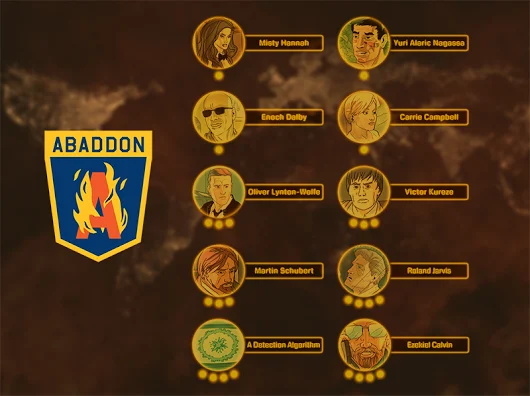 ABADDON
A
Misty Hannah
Yuri Alaric Nagassa
Enoch Dalby
Carrie Campbell
Oliver Lynton-Wolfe
Victor Kureze
Martin Schubert
Roland Jarvis
A Detection Algorithm
Ezekiel Calvin